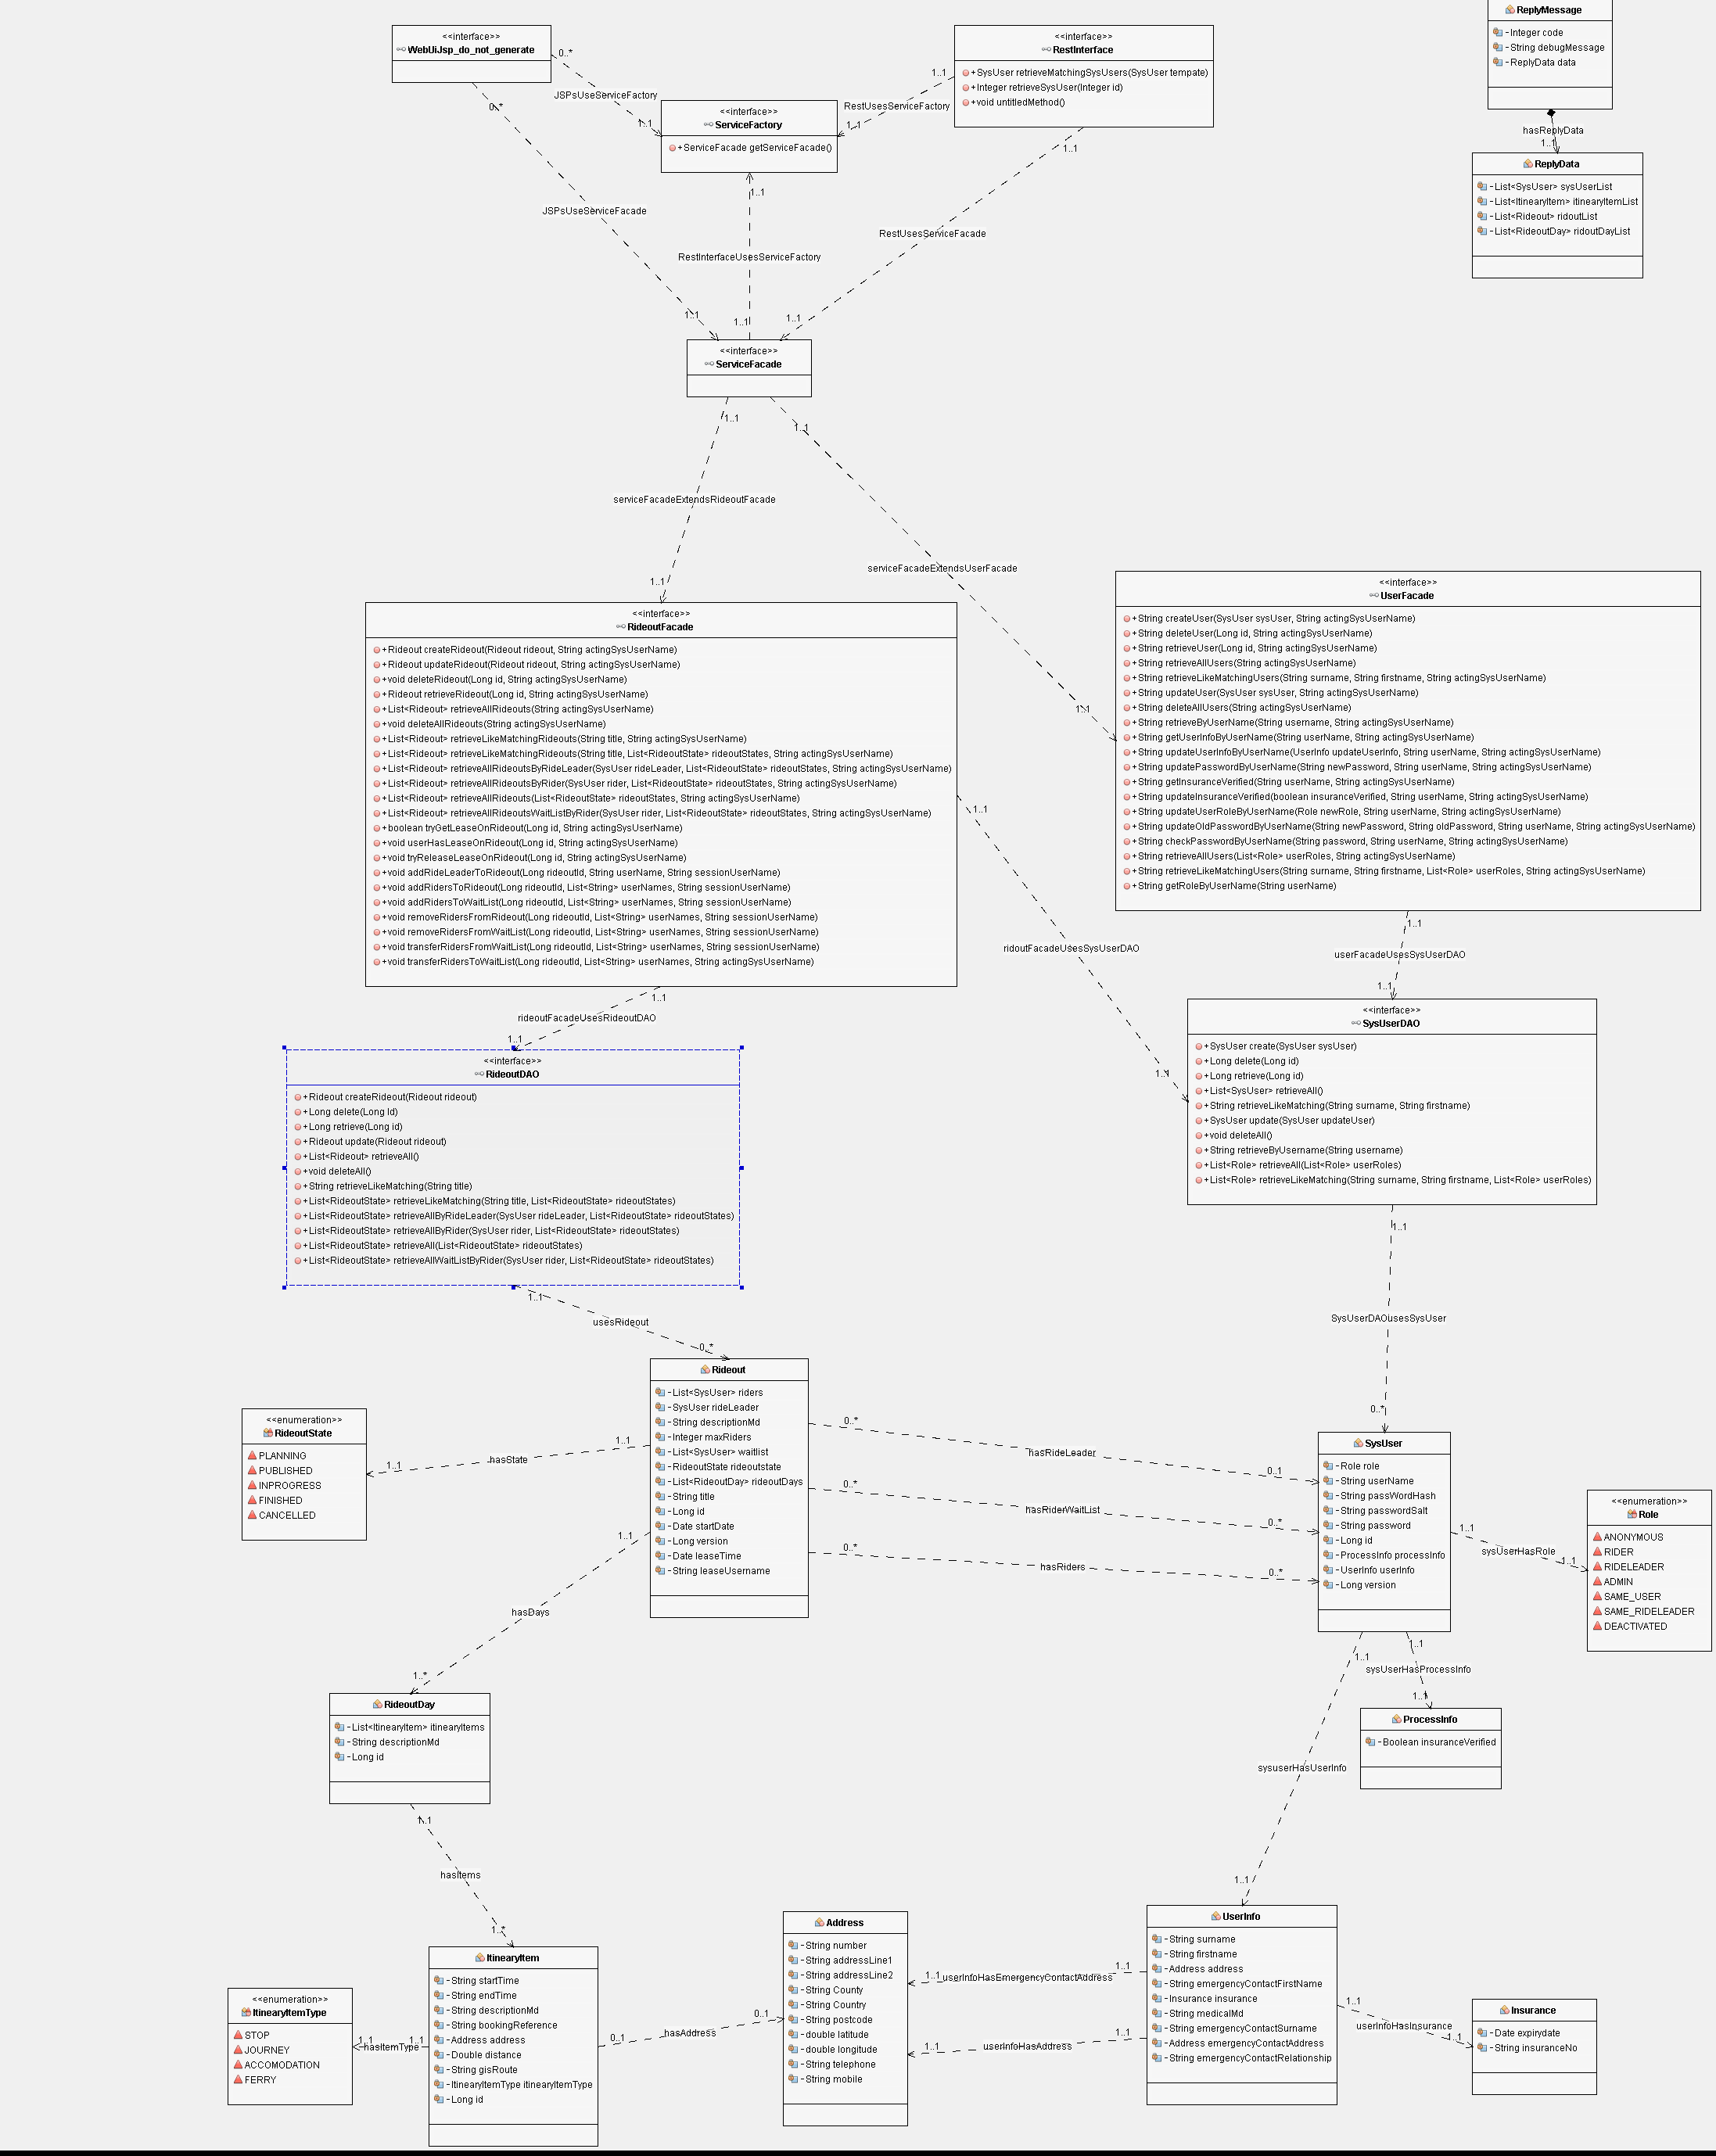 <<interface>>
WebUiJsp_do_not_generate
0..*
JSPsUseServiceFactory
1..1
0..*
JSPsUseServiceFacade
1..1
<<interface>>
ServiceFactory
+ServiceFacade getServiceFacade()
<<interface>>
RestInterface
+SysUser retrieveMatchingSysUsers(SysUser tempate)
+Integer retrieveSysUser(Integer id)
+void untitledMethod()
1..1
RestUsesServiceFactory
1..1
1..1
RestUsesServiceFacade
1..1
1..1
RestInterfaceUsesServiceFactory
1..1
ReplyMessage
-Integer code
-String debugMessage
-ReplyData data
hasReplyData
1..1
ReplyData
-List<SysUser> sysUserList
-List<ItinearyItem> itinearyItemList
-List<Rideout> ridoutList
-List<RideoutDay> ridoutDayList
<<interface>>
ServiceFacade
1..1
serviceFacadeExtendsRideoutFacade
1..1
1..1
serviceFacadeExtendsUserFacade
1..1
<<interface>>
RideoutFacade
+Rideout createRideout(Rideout rideout, String actingSysUserName)
+Rideout updateRideout(Rideout rideout, String actingSysUserName)
+void deleteRideout(Long id, String actingSysUserName)
+Rideout retrieveRideout(Long id, String actingSysUserName)
+List<Rideout> retrieveAllRideouts(String actingSysUserName)
+void deleteAllRideouts(String actingSysUserName)
+List<Rideout> retrieveLikeMatchingRideouts(String title, String actingSysUserName)
+List<Rideout> retrieveLikeMatchingRideouts(String title, List<RideoutState> rideoutStates, String actingSysUserName)
+List<Rideout> retrieveAllRideoutsByRideLeader(SysUser rideLeader, List<RideoutState> rideoutStates, String actingSysUserName)
+List<Rideout> retrieveAllRideoutsByRider(SysUser rider, List<RideoutState> rideoutStates, String actingSysUserName)
+List<Rideout> retrieveAllRideouts(List<RideoutState> rideoutStates, String actingSysUserName)
+List<Rideout> retrieveAllRideoutsWaitListByRider(SysUser rider, List<RideoutState> rideoutStates, String actingSysUserName)
+boolean tryGetLeaseOnRideout(Long id, String actingSysUserName)
+void userHasLeaseOnRideout(Long id, String actingSysUserName)
+void tryReleaseLeaseOnRideout(Long id, String actingSysUserName)
+void addRideLeaderToRideout(Long rideoutId, String userName, String sessionUserName)
+void addRidersToRideout(Long rideoutId, List<String> userNames, String sessionUserName)
+void addRidersToWaitList(Long rideoutId, List<String> userNames, String sessionUserName)
+void removeRidersFromRideout(Long rideoutId, List<String> userNames, String sessionUserName)
+void removeRidersFromWaitList(Long rideoutId, List<String> userNames, String sessionUserName)
+void transferRidersFromWaitList(Long rideoutId, List<String> userNames, String sessionUserName)
+void transferRidersToWaitList(Long rideoutId, List<String> userNames, String actingSysUserName)
<<interface>>
UserFacade
+String createUser(SysUser sysUser, String actingSysUserName)
+String deleteUser(Long id, String actingSysUserName)
+String retrieveUser(Long id, String actingSysUserName)
+String retrieveAllUsers(String actingSysUserName)
+String retrieveLikeMatchingUsers(String surname, String firstname, String actingSysUserName)
+String updateUser(SysUser sysUser, String actingSysUserName)
+String deleteAllUsers(String actingSysUserName)
+String retrieveByUserName(String username, String actingSysUserName)
+String getUserInfoByUserName(String username, String actingSysUserName)
+String updateUserInfoByUserName(UserInfo updateUserInfo, String userName, String actingSysUserName)
+String updatePasswordByUserName(String newPassword, String userName, String actingSysUserName)
+String getInsuranceVerified(String userName, String actingSysUserName)
+String updateInsuranceVerified(boolean insuranceVerified, String userName, String actingSysUserName)
+String updateUserRoleByUserName(Role newRole, String userName, String actingSysUserName)
+String updateOldPasswordByUserName(String newPassword, String oldPassword, String userName, String actingSysUserName)
+String checkPasswordByUserName(String password, String userName, String actingSysUserName)
+String retrieveAllUsers(List<Role> userRoles, String actingSysUserName)
+String retrieveLikeMatchingUsers(String surname, String firstname, List<Role> userRoles, String actingSysUserName)
+String getRoleByUserName(String userName)
1..1
ridoutFacadeUsesSysUserDAO
1..1
1..1
userFacadeUsesSysUserDAO
1..1
1..1
rideoutFacadeUsesRideoutDAO
1..1
<<interface>>
RideoutDAO
+Rideout createRideout(Rideout rideout)
+Long delete(Long Id)
+Long retrieve(Long id)
+Rideout update(Rideout rideout)
+List<Rideout> retrieveAll()
+void deleteAll()
+String retrieveLikeMatching(String title)
+List<RideoutState> retrieveLikeMatching(String title, List<RideoutState> rideoutStates)
+List<RideoutState> retrieveAllByRideLeader(SysUser rideLeader, List<RideoutState> rideoutStates)
+List<RideoutState> retrieveAllByRider(SysUser rider, List<RideoutState> rideoutStates)
+List<RideoutState> retrieveAll(List<RideoutState> rideoutStates)
+List<RideoutState> retrieveAllWaitListByRider(SysUser rider, List<RideoutState> rideoutStates)
<<interface>>
SysUserDAO
+SysUser create(SysUser sysUser)
+Long delete(Long id)
+Long retrieve(Long id)
+List<SysUser> retrieveAll()
+String retrieveLikeMatching(String surname, String firstname)
+SysUser update(SysUser updateUser)
+void deleteAll()
+String retrieveByUsername(String username)
+List<Role> retrieveAll(List<Role> userRoles)
+List<Role> retrieveLikeMatching(String surname, String firstname, List<Role> userRoles)
1..1
usesRideout
0..*
1..1
SysUserDAOusesSysUser
0..*
Rideout
-List<SysUser> riders
-SysUser rideLeader
-String descriptionMd
-Integer maxRiders
-List<SysUser> waitlist
-RideoutState rideoutstate
-List<RideoutDay> rideoutDays
-String title
-Long id
-Date startDate
-Long version
-Date leaseTime
-String leaseUsername
<<enumeration>>
RideoutState
PLANNING
PUBLISHED
INPROGRESS
FINISHED
CANCELLED
1..1
hasState
1..1
0..*
hasRideLeader
0..1
0..*
hasRiderWaitList
0..*
0..*
hasRiders
0..*
SysUser
-Role role
-String userName
-String passWordHash
-String passwordSalt
-String password
-Long id
-ProcessInfo processInfo
-UserInfo userInfo
-Long version
1..1
sysUserHasRole
1..1
<<enumeration>>
Role
ANONYMOUS
RIDER
RIDELEADER
ADMIN
SAME_USER
SAME_RIDELEADER
DEACTIVATED
1..1
hasDays
1..*
1..1
sysUserHasProcessInfo
1..1
1..1
sysuserHasUserInfo
1..1
RideoutDay
-List<ItinearyItem> itinearyItems
-String descriptionMd
-Long id
ProcessInfo
-Boolean insuranceVerified
1..1
hasItems
1..*
ItinearyItem
-String startTime
-String endTime
-String descriptionMd
-String bookingReference
-Address address
-Double distance
-String gisRoute
-ItinearyItemType itinearyItemType
-Long id
<<enumeration>>
ItinearyItemType
STOP
JOURNEY
ACCOMODATION
FERRY
1..1
hasItemType
1..1
0..1
hasAddress
0..1
Address
-String number
-String addressLine1
-String addressLine2
-String County
-String Country
-String postcode
-double latitude
-double longitude
-String telephone
-String mobile
1..1
userInfoHasEmergencyContactAddress
1..1
1..1
userInfoHasAddress
1..1
UserInfo
-String surname
-String firstname
-Address address
-String emergencyContactFirstName
-Insurance insurance
-String medicalMd
-String emergencyContactSurname
-Address emergencyContactAddress
-String emergencyContactRelationship
1..1
userInfoHasInsurance
1..1
Insurance
-Date expirydate
-String insuranceNo